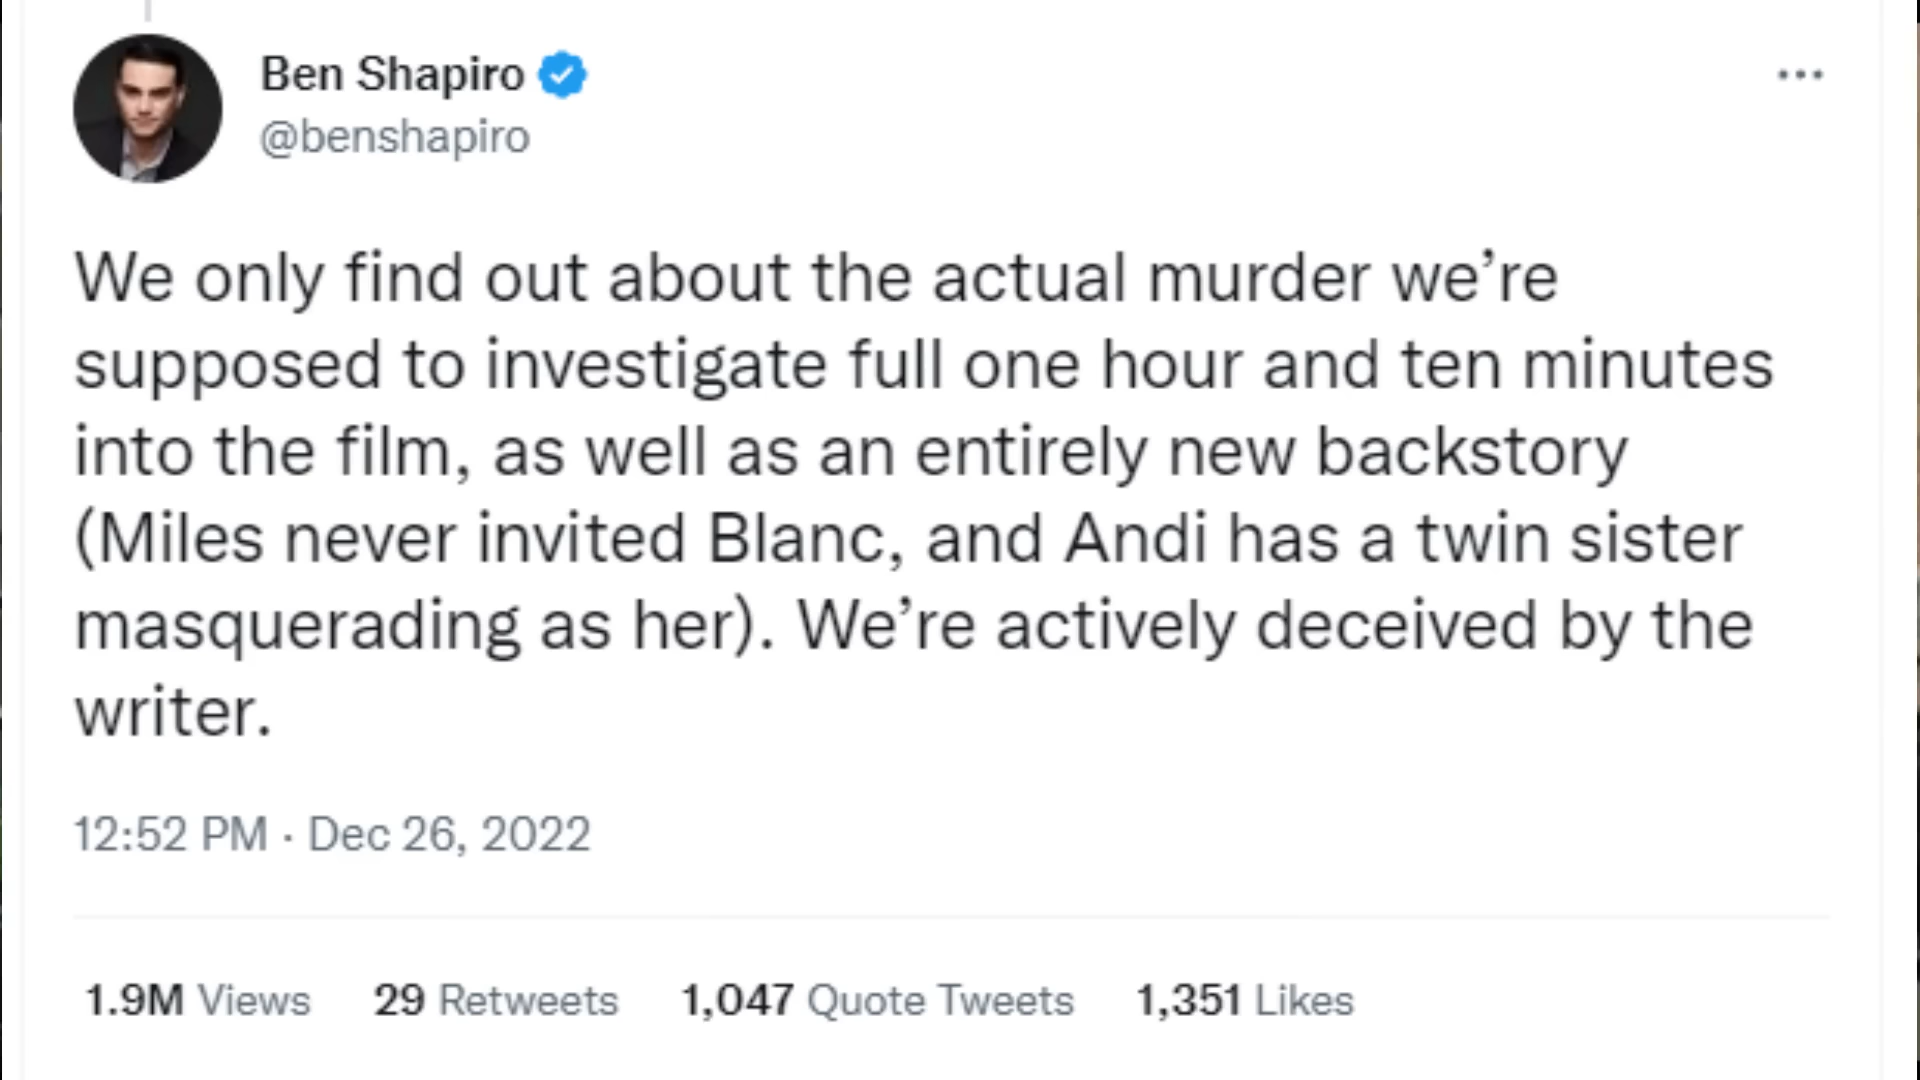 Ben Shapiro
@benshapiro
We only find out about the actual murder we’re
supposed to investigate full one hour and ten minutes
into the film, as well as an entirely new backstory
(Miles never invited Blanc, and Andi has a twin sister
masquerading as her). We’re actively deceived by the
writer.
12:52 PM · Dec 26, 2022
1.9M Views 29 Retweets 1,047 Quote Tweets 1,351 Likes